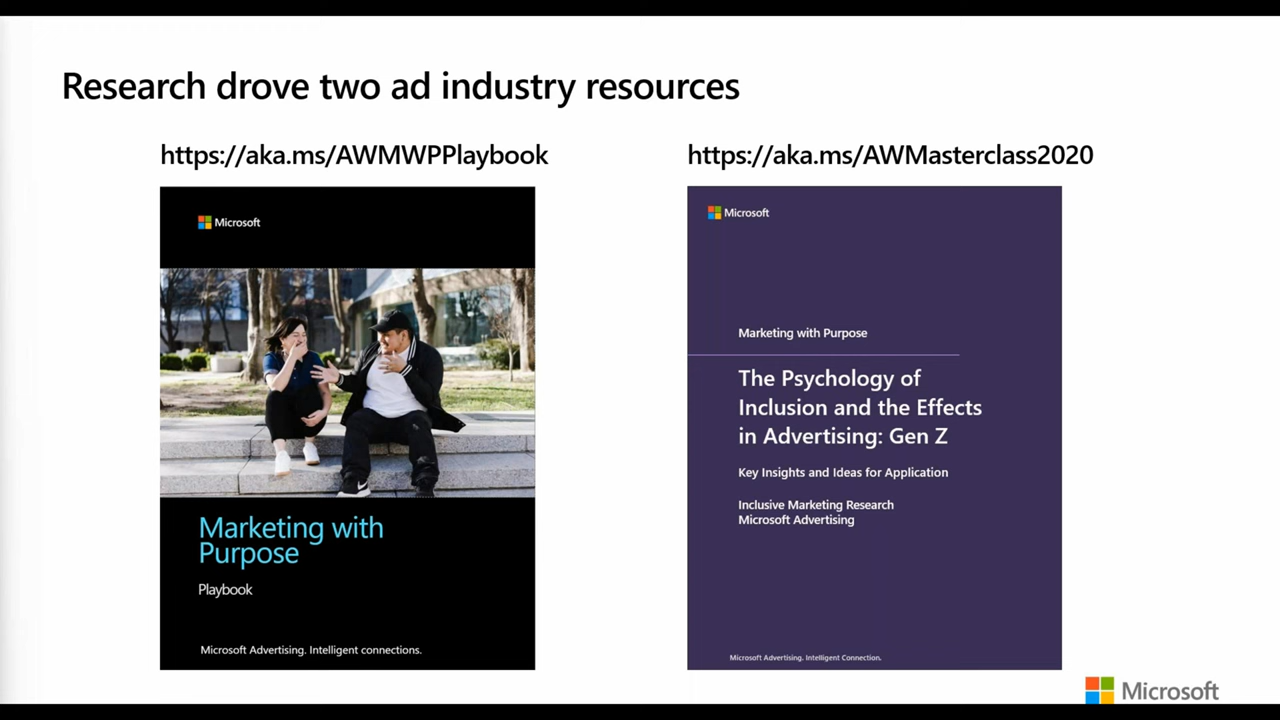 Research drove two ad industry resources
https://aka.ms/AWMWPPlaybook
Microsoft
Marketing with
Purpose
Playbook
Microsoft Advertising. Intelligent connections.
https://aka.ms/AWMasterclass2020
Microsoft
Marketing with Purpose
The Psychology of
Inclusion and the Effects
in Advertising: Gen Z
Key Insights and Ideas for Application
Inclusive Marketing Research
Microsoft Advertising
Microsoft Advertising. Intelligent Connection.
Microsoft